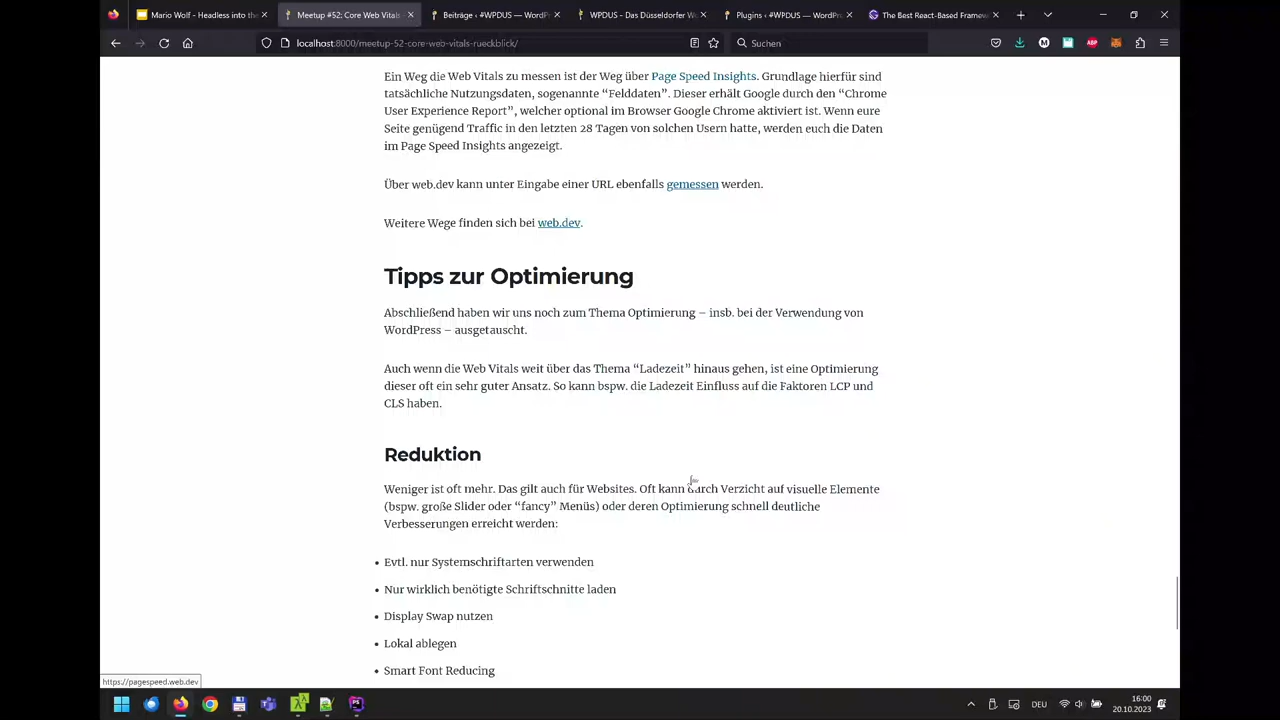 Mario Wolf - Headless into the
Meetup #52: Core Web Vitals
Beiträge ‹ #WPDUS — WordPr
WPDUS - Das Düsseldorfer W
Plugins ‹ #WPDUS — WordPr
The Best React-Based Framew
localhost:8000/meetup-52-core-web-vitals-rueckblick/
Suchen
Ein Weg die Web Vitals zu messen ist der Weg über Page Speed Insights. Grundlage hierfür sind
tatsächliche Nutzungsdaten, sogenannte “Felddaten”. Dieser erhält Google durch den “Chrome
User Experience Report”, welcher optional im Browser Google Chrome aktiviert ist. Wenn eure
Seite genügend Traffic in den letzten 28 Tagen von solchen Usern hatte, werden euch die Daten
im Page Speed Insights angezeigt.
Über web.dev kann unter Eingabe einer URL ebenfalls gemessen werden.
Weitere Wege finden sich bei web.dev.
Tipps zur Optimierung
Abschließend haben wir uns noch zum Thema Optimierung – insb. bei der Verwendung von
WordPress – ausgetauscht.
Auch wenn die Web Vitals weit über das Thema “Ladezeit” hinaus gehen, ist eine Optimierung
dieser oft ein sehr guter Ansatz. So kann bspw. die Ladezeit Einfluss auf die Faktoren LCP und
CLS haben.
Reduktion
Weniger ist oft mehr. Das gilt auch für Websites. Oft kann durch Verzicht auf visuelle Elemente
(bspw. große Slider oder “fancy” Menüs) oder deren Optimierung schnell deutliche
Verbesserungen erreicht werden:
• Evtl. nur Systemschriftarten verwenden
• Nur wirklich benötigte Schriftschnitte laden
• Display Swap nutzen
• Lokal ablegen
• Smart Font Reducing
https://pagespeed.web.dev
DEU
16:00
20.10.2023